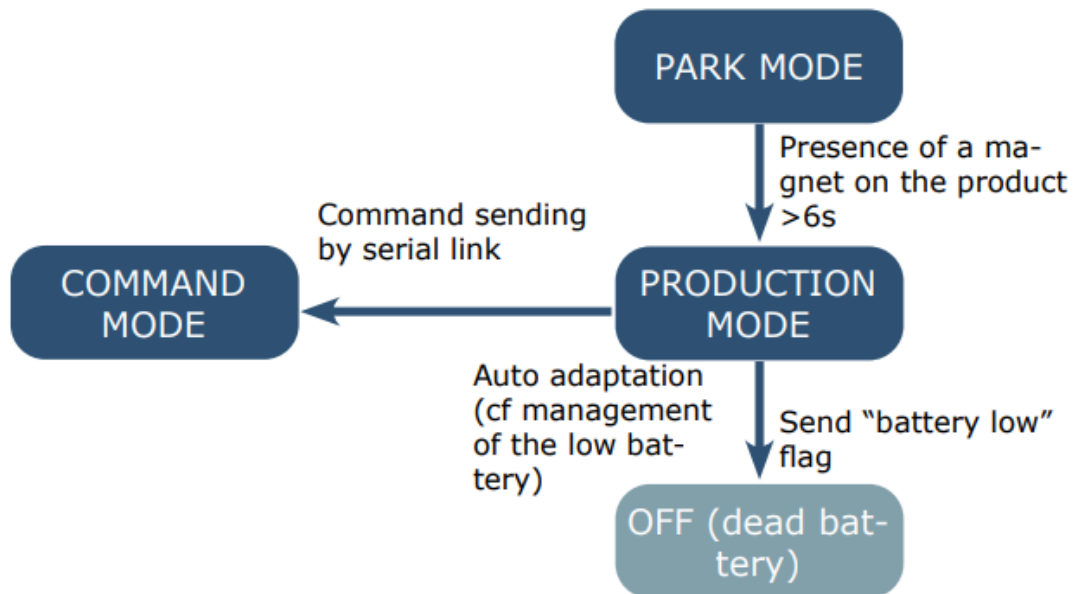 PARK MODE
Presence of a ma-
gnet on the product
>6s
Command sending
by serial link
COMMAND
MODE
PRODUCTION
MODE
Auto adaptation
(cf management
of the low bat-
tery)
Send “battery low”
flag
OFF (dead bat-
tery)